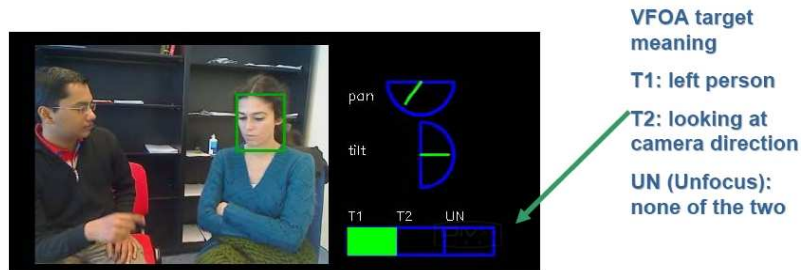 VFOA target
meaning
T1: left person
T2: looking at
camera direction
UN (Unfocus):
none of the two
pan
tilt
T1 T2 UN